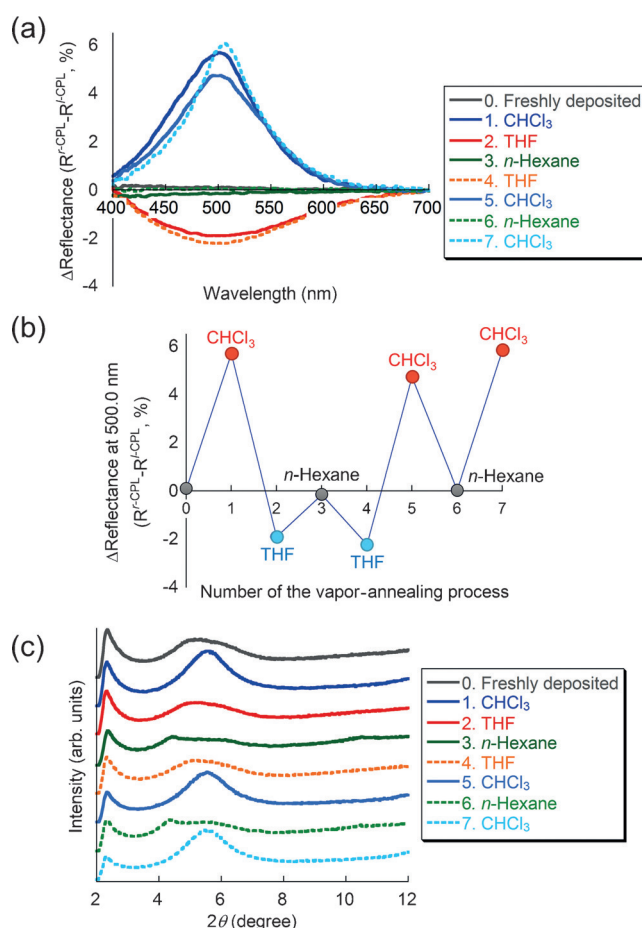 (a)
ΔReflectance (R^r-CPL-R^l-CPL, %)
6
4
2
0
-2
-4
400 450 500 550 600 650 700
Wavelength (nm)
0. Freshly deposited
1. CHCl₃
2. THF
3. n-Hexane
4. THF
5. CHCl₃
6. n-Hexane
7. CHCl₃
(b)
ΔReflectance at 500.0 nm
(R^r-CPL-R^l-CPL, %)
6
4
2
0
-2
-4
CHCl₃
CHCl₃
CHCl₃
n-Hexane
n-Hexane
0 1 2 3 4 5 6 7
THF
THF
Number of the vapor-annealing process
(c)
Intensity (arb. units)
2 4 6 8 10 12
2θ (degree)
0. Freshly deposited
1. CHCl₃
2. THF
3. n-Hexane
4. THF
5. CHCl₃
6. n-Hexane
7. CHCl₃